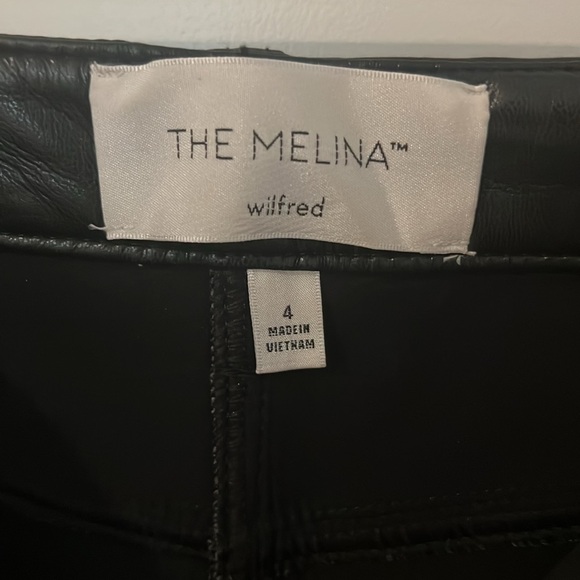 THE MELINA™
wilfred
4
MADE IN
VIETNAM